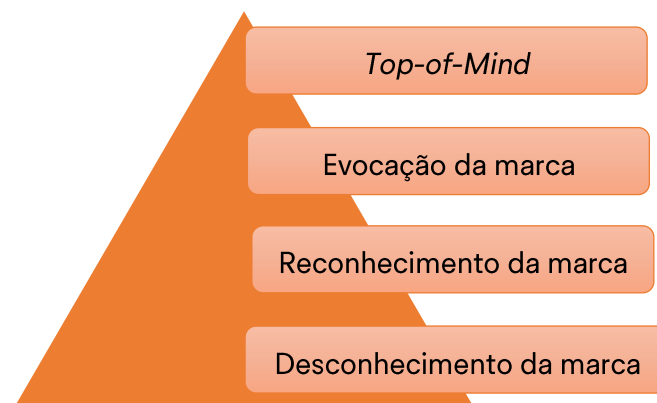 Top-of-Mind
Evocação da marca
Reconhecimento da marca
Desconhecimento da marca